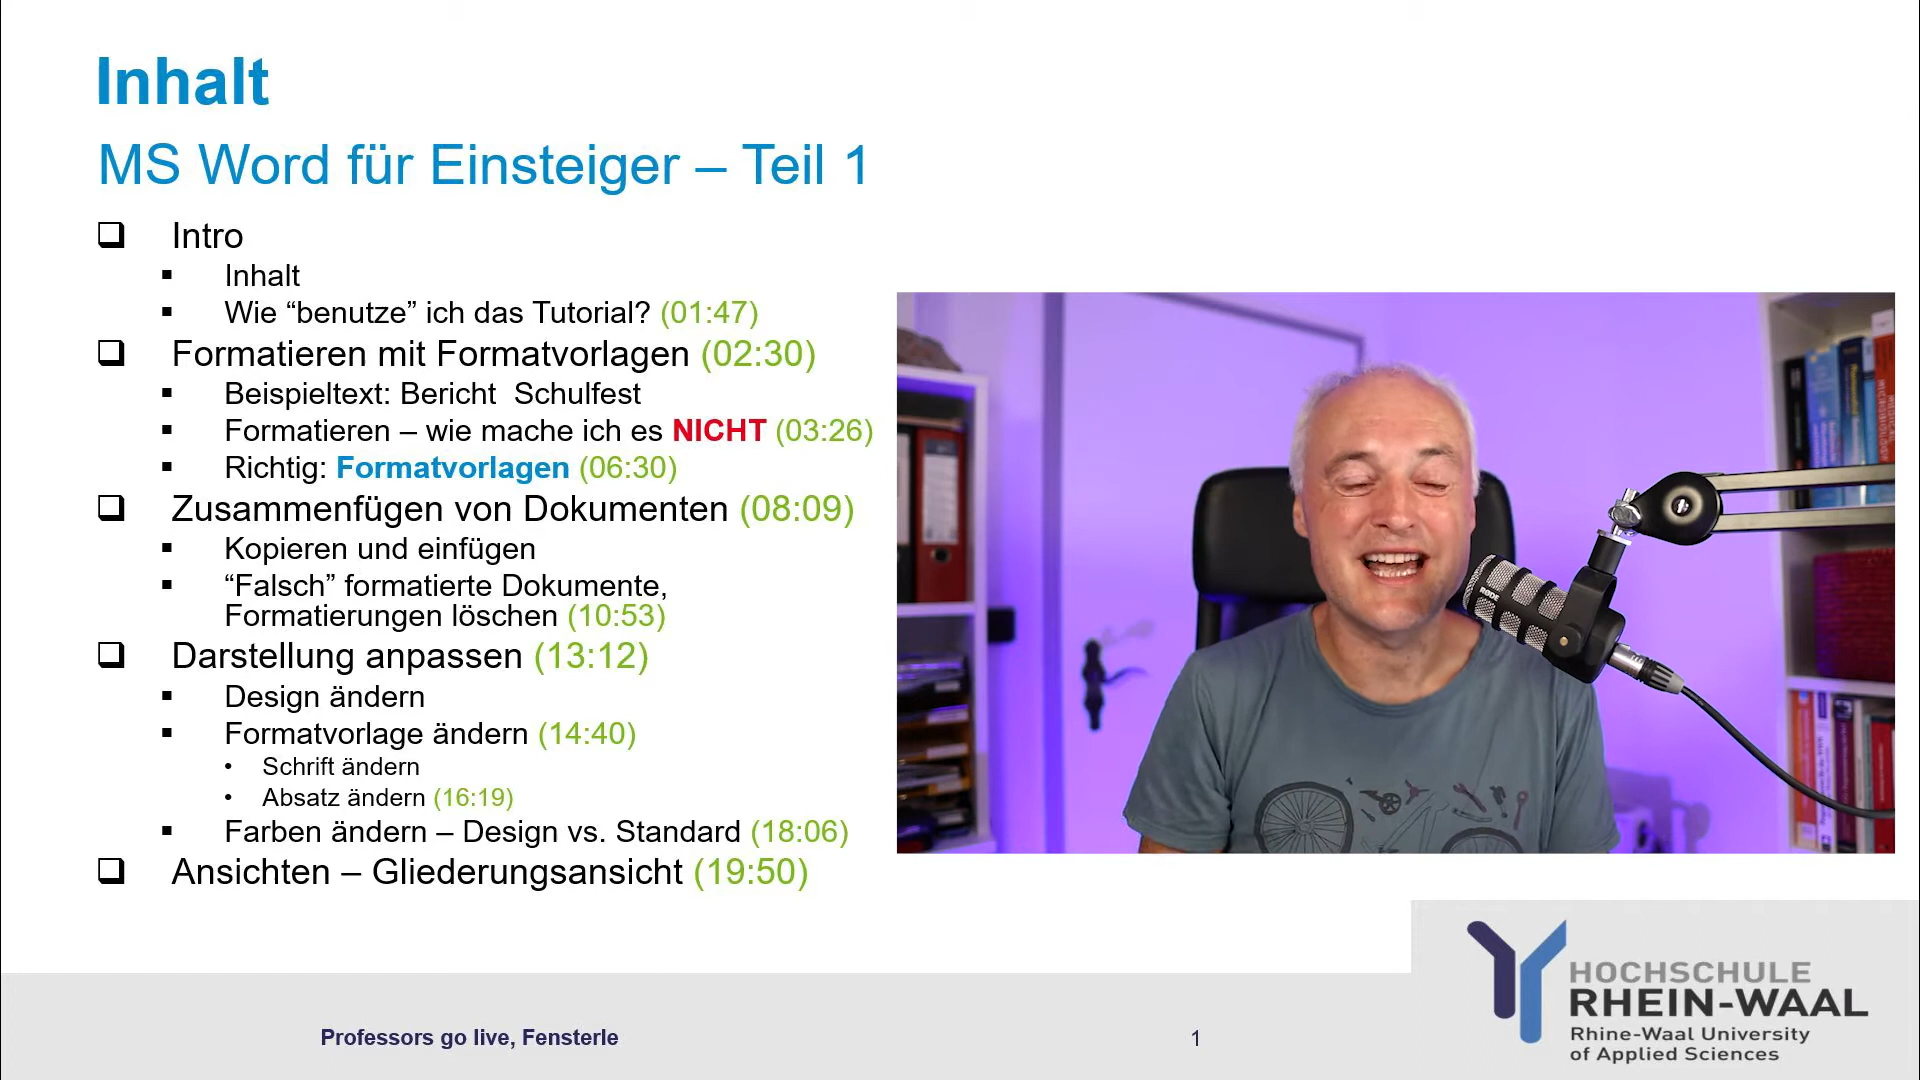 Inhalt
MS Word für Einsteiger – Teil 1
Intro
Inhalt
Wie “benutze” ich das Tutorial? (01:47)
Formatieren mit Formatvorlagen (02:30)
Beispieltext: Bericht Schulfest
Formatieren – wie mache ich es NICHT (03:26)
Richtig: Formatvorlagen (06:30)
Zusammenfügen von Dokumenten (08:09)
Kopieren und einfügen
“Falsch” formatierte Dokumente,
Formatierungen löschen (10:53)
Darstellung anpassen (13:12)
Design ändern
Formatvorlage ändern (14:40)
Schrift ändern
Absatz ändern (16:19)
Farben ändern – Design vs. Standard (18:06)
Ansichten – Gliederungsansicht (19:50)
RØDE
Professors go live, Fensterle
1
HOCHSCHULE
RHEIN-WAAL
Rhine-Waal University
of Applied Sciences